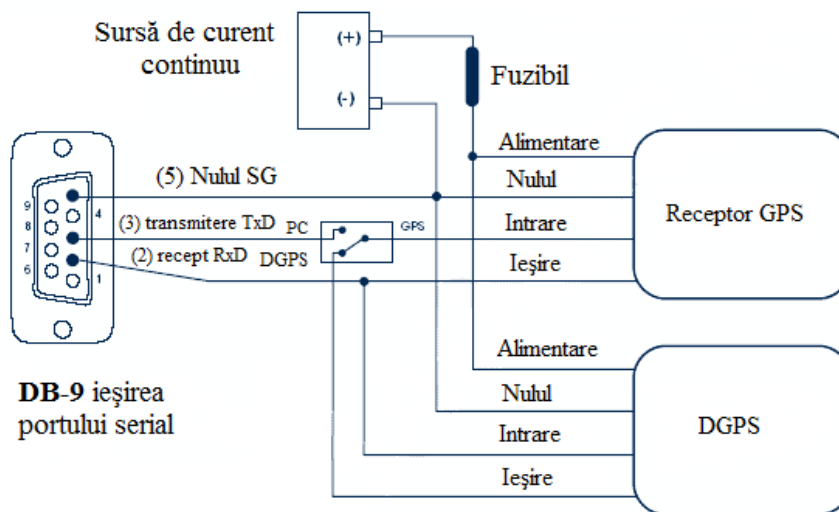 Sursă de curent
continuu
(+)
(-)
Fuzibil
Alimentare
Nulul
Intrare
Ieşire
Receptor GPS
(5) Nulul SG
(3) transmitere TxD
PC
GPS
(2) recept RxD
DGPS
9
8
7
6
4
1
DB-9 ieşirea
portului serial
Alimentare
Nulul
Intrare
Ieşire
DGPS